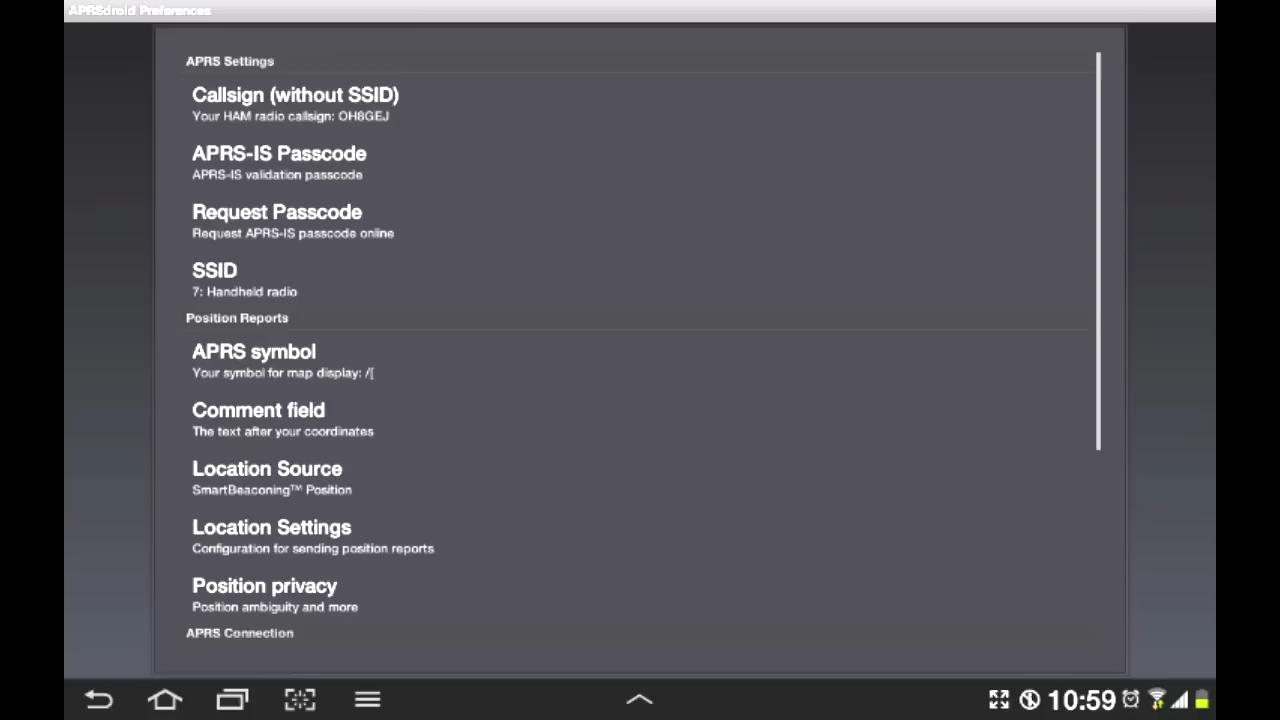 APRSdroid Preferences
APRS Settings
Callsign (without SSID)
Your HAM radio callsign: OH8GEJ
APRS-IS Passcode
APRS-IS validation passcode
Request Passcode
Request APRS-IS passcode online
SSID
7: Handheld radio
Position Reports
APRS symbol
Your symbol for map display: /[
Comment field
The text after your coordinates
Location Source
SmartBeaconing™ Position
Location Settings
Configuration for sending position reports
Position privacy
Position ambiguity and more
APRS Connection
10:59